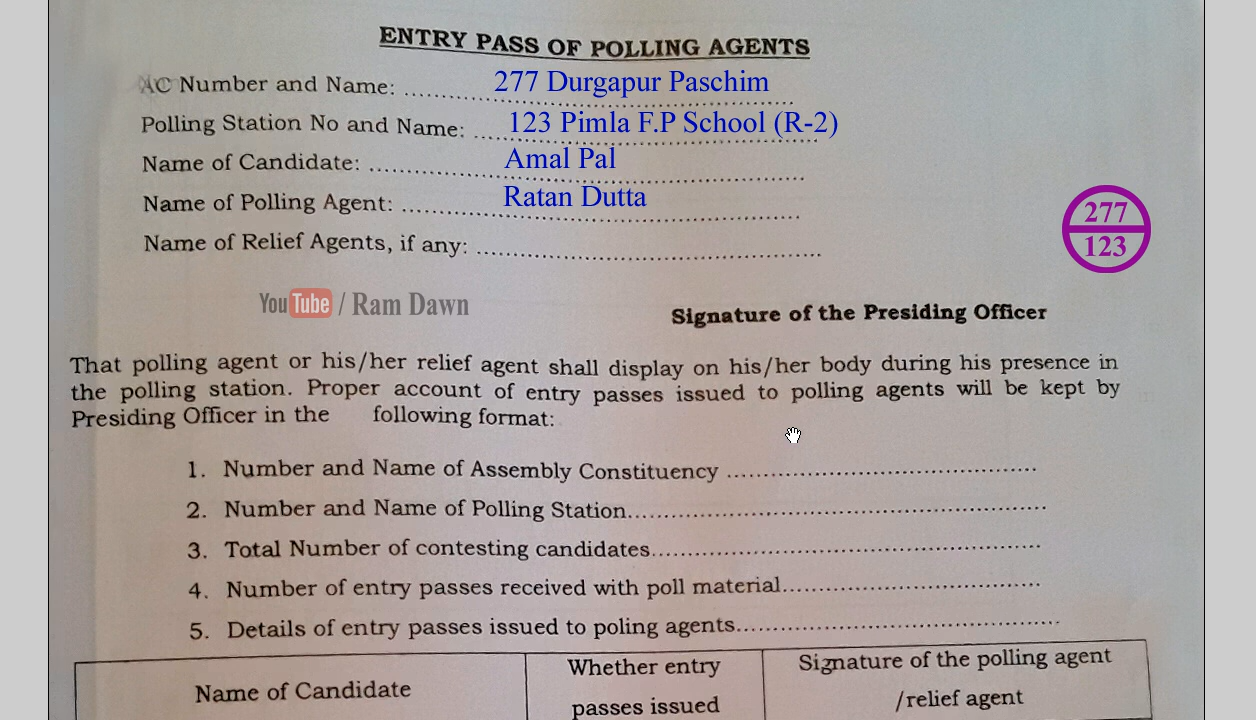 ENTRY PASS OF POLLING AGENTS
AC Number and Name: .......... 277 Durgapur Paschim
Polling Station No and Name: .......... 123 Pimla F.P School (R-2)
Name of Candidate: .......... Amal Pal
Name of Polling Agent: .......... Ratan Dutta
277
123
Name of Relief Agents, if any: ..........
YouTube / Ram Dawn
Signature of the Presiding Officer
That polling agent or his/her relief agent shall display on his/her body during his presence in
the polling station. Proper account of entry passes issued to polling agents will be kept by
Presiding Officer in the following format:
1. Number and Name of Assembly Constituency ..........
2. Number and Name of Polling Station..........
3. Total Number of contesting candidates..........
4. Number of entry passes received with poll material..........
5. Details of entry passes issued to poling agents..........
Name of Candidate
Whether entry
passes issued
Signature of the polling agent
/relief agent